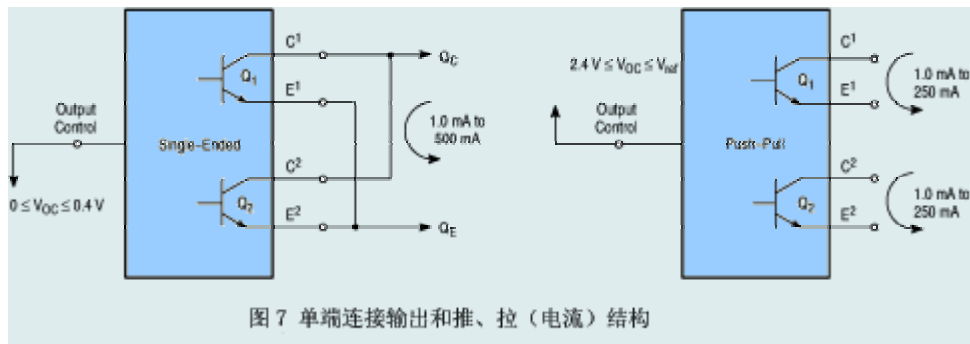 C1
Q1
E1
Output
Control
Single-Ended
C2
Q2
E2
0 ≤ VOC ≤ 0.4 V
QC
1.0 mA to
500 mA
QE
2.4 V ≤ VOC ≤ Vref
Output
Control
Push-Pull
C1
Q1
E1
1.0 mA to
250 mA
C2
Q2
E2
1.0 mA to
250 mA
图 7 单端连接输出和推、拉（电流）结构